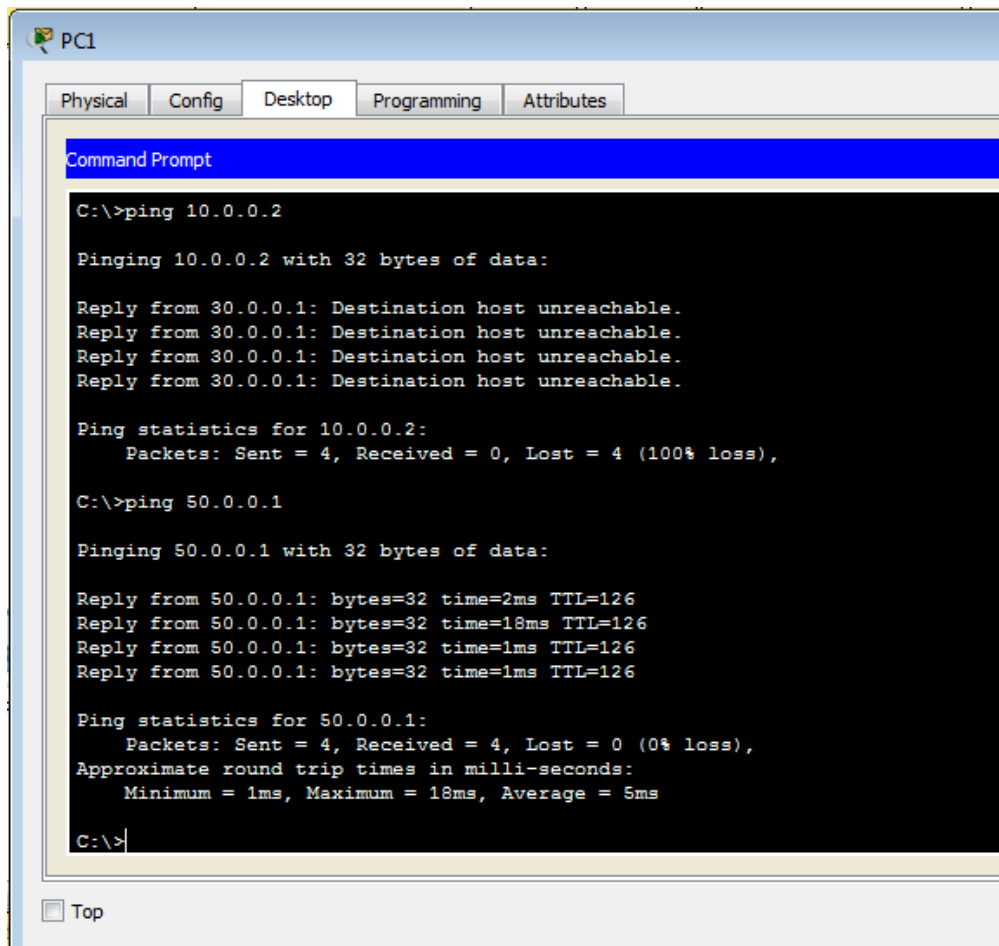 PC1
Physical Config Desktop Programming Attributes
Command Prompt
C:\>ping 10.0.0.2
Pinging 10.0.0.2 with 32 bytes of data:
Reply from 30.0.0.1: Destination host unreachable.
Reply from 30.0.0.1: Destination host unreachable.
Reply from 30.0.0.1: Destination host unreachable.
Reply from 30.0.0.1: Destination host unreachable.
Ping statistics for 10.0.0.2:
Packets: Sent = 4, Received = 0, Lost = 4 (100% loss),
C:\>ping 50.0.0.1
Pinging 50.0.0.1 with 32 bytes of data:
Reply from 50.0.0.1: bytes=32 time=2ms TTL=126
Reply from 50.0.0.1: bytes=32 time=18ms TTL=126
Reply from 50.0.0.1: bytes=32 time=1ms TTL=126
Reply from 50.0.0.1: bytes=32 time=1ms TTL=126
Ping statistics for 50.0.0.1:
Packets: Sent = 4, Received = 4, Lost = 0 (0% loss),
Approximate round trip times in milli-seconds:
Minimum = 1ms, Maximum = 18ms, Average = 5ms
C:\>
Top